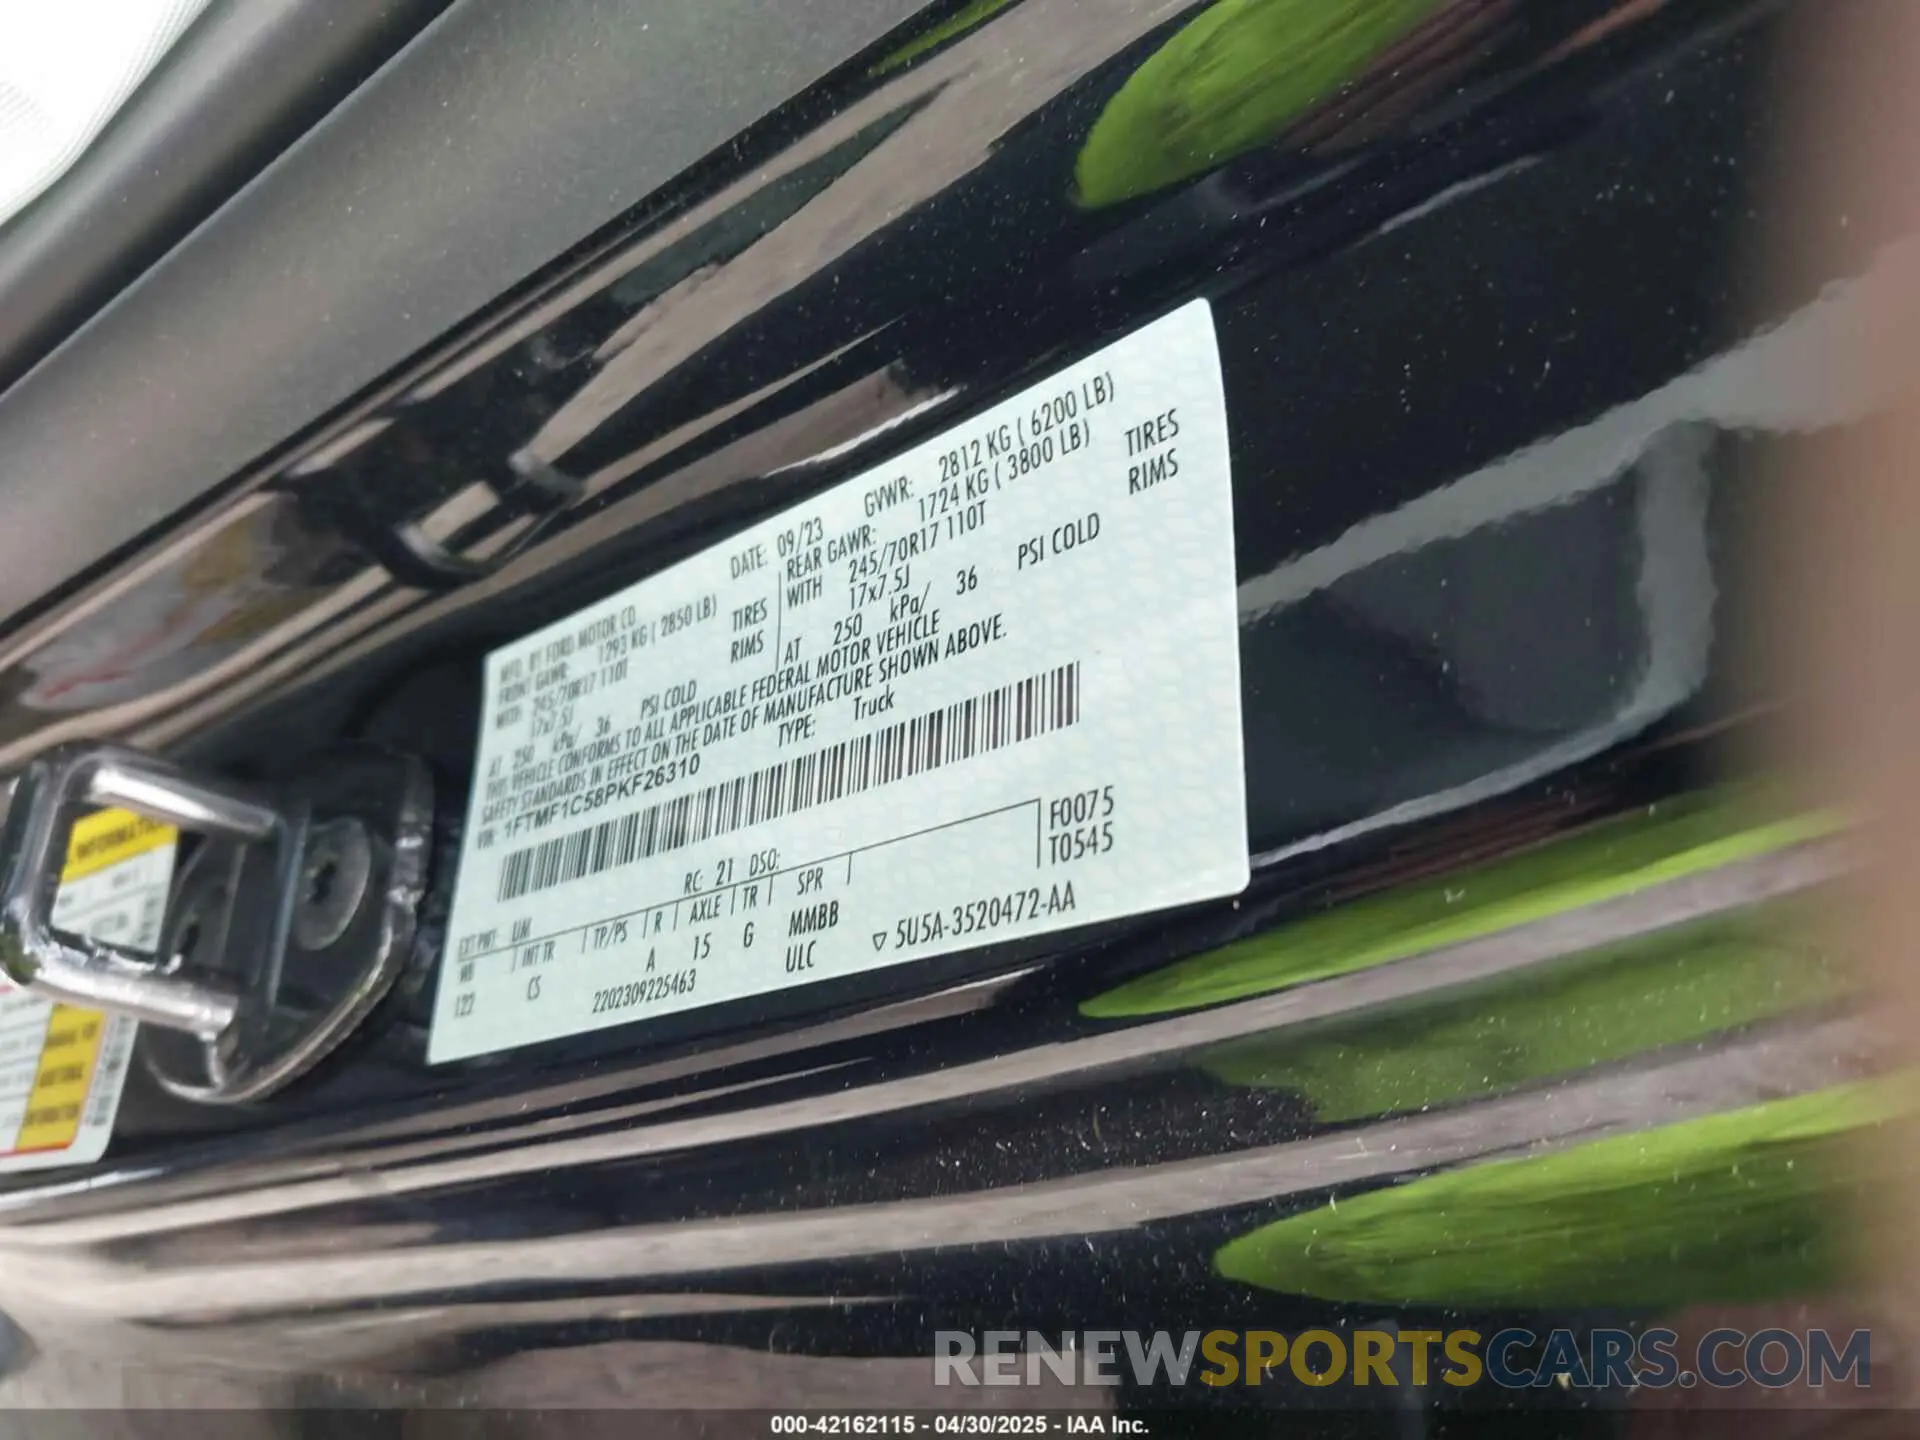 MFD. BY FORD MOTOR CO.
DATE: 09/23 GVWR: 2812 KG ( 6200 LB)
FRONT GAWR: 1293 KG ( 2850 LB) REAR GAWR: 1724 KG ( 3800 LB)
WITH 245/70R17 110T TIRES WITH 245/70R17 110T TIRES
17x7.5J RIMS 17x7.5J RIMS
AT 250 kPa/ 36 PSI COLD AT 250 kPa/ 36 PSI COLD
THIS VEHICLE CONFORMS TO ALL APPLICABLE FEDERAL MOTOR VEHICLE
SAFETY STANDARDS IN EFFECT ON THE DATE OF MANUFACTURE SHOWN ABOVE.
VIN: 1FTMF1C58PKF26310 TYPE: Truck
F0075
T0545
EXT PNT: UM RC: 21 DSO:
WB INT TR TP/PS R AXLE TR SPR
122 CS A 15 G MMBB
2202309225463 ULC ▽ 5U5A-3520472-AA
INFORMATION
INFORMATION
RENEWSPORTSCARS.COM
000-42162115 - 04/30/2025 - IAA Inc.